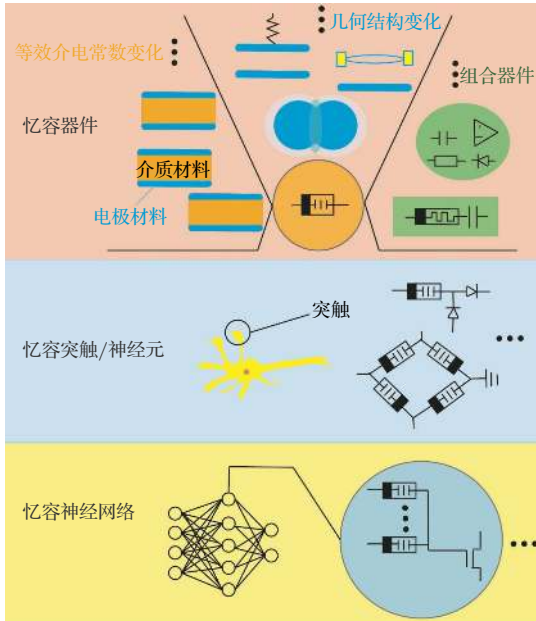 几何结构变化
等效介电常数变化
组合器件
忆容器件
介质材料
电极材料
突触
忆容突触/神经元
忆容神经网络